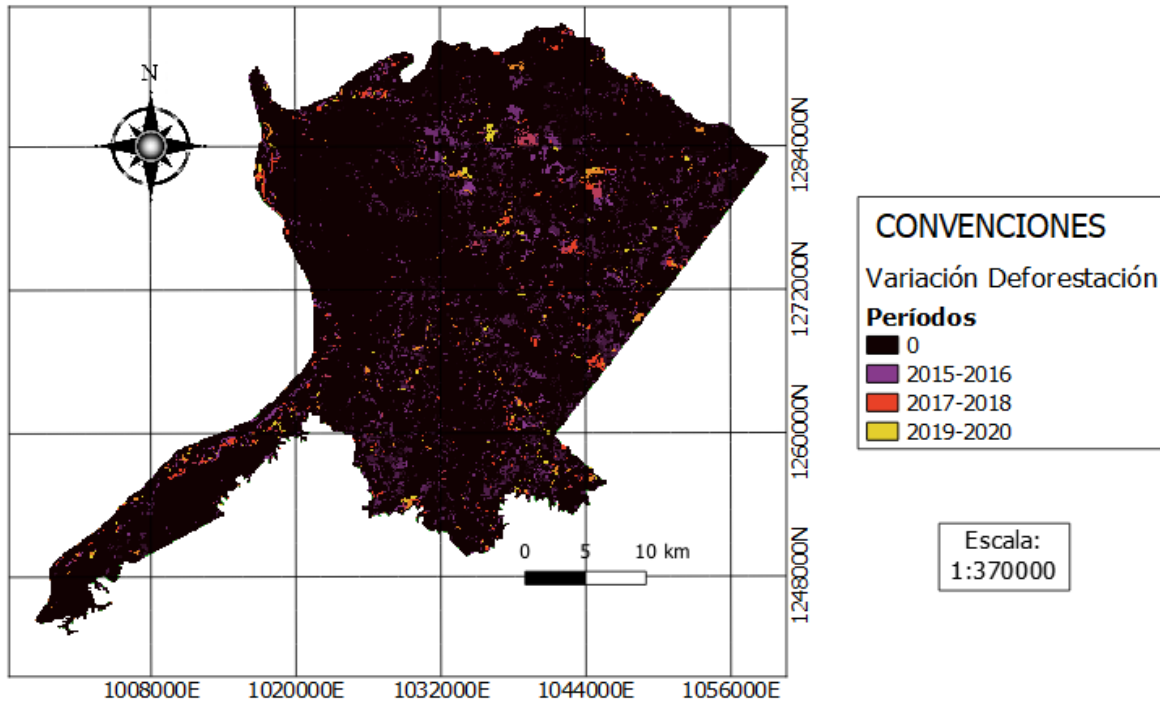 N
1284000N
1272000N
1260000N
1248000N
0 5 10 km
1008000E 1020000E 1032000E 1044000E 1056000E
CONVENCIONES
Variación Deforestación
Períodos
0
2015-2016
2017-2018
2019-2020
Escala:
1:370000